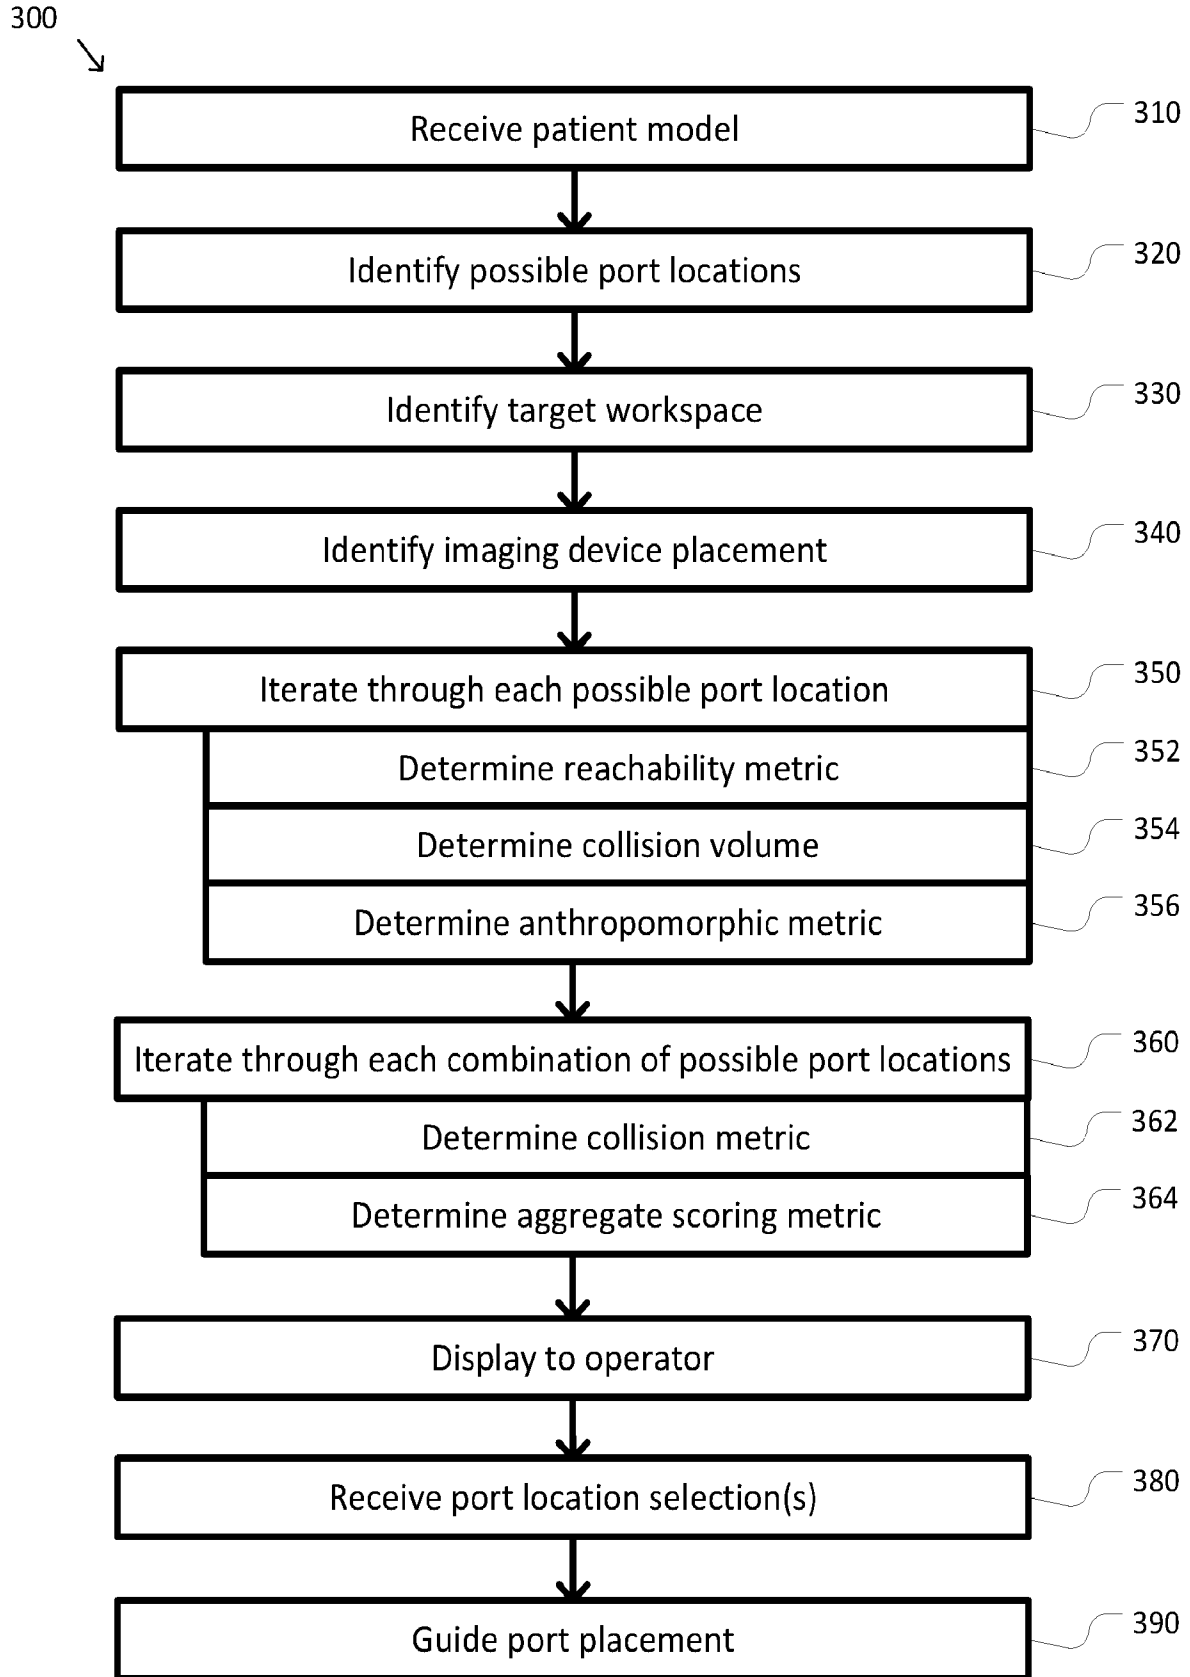 300
Receive patient model 310
Identify possible port locations 320
Identify target workspace 330
Identify imaging device placement 340
Iterate through each possible port location 350
Determine reachability metric 352
Determine collision volume 354
Determine anthropomorphic metric 356
Iterate through each combination of possible port locations 360
Determine collision metric 362
Determine aggregate scoring metric 364
Display to operator 370
Receive port location selection(s) 380
Guide port placement 390